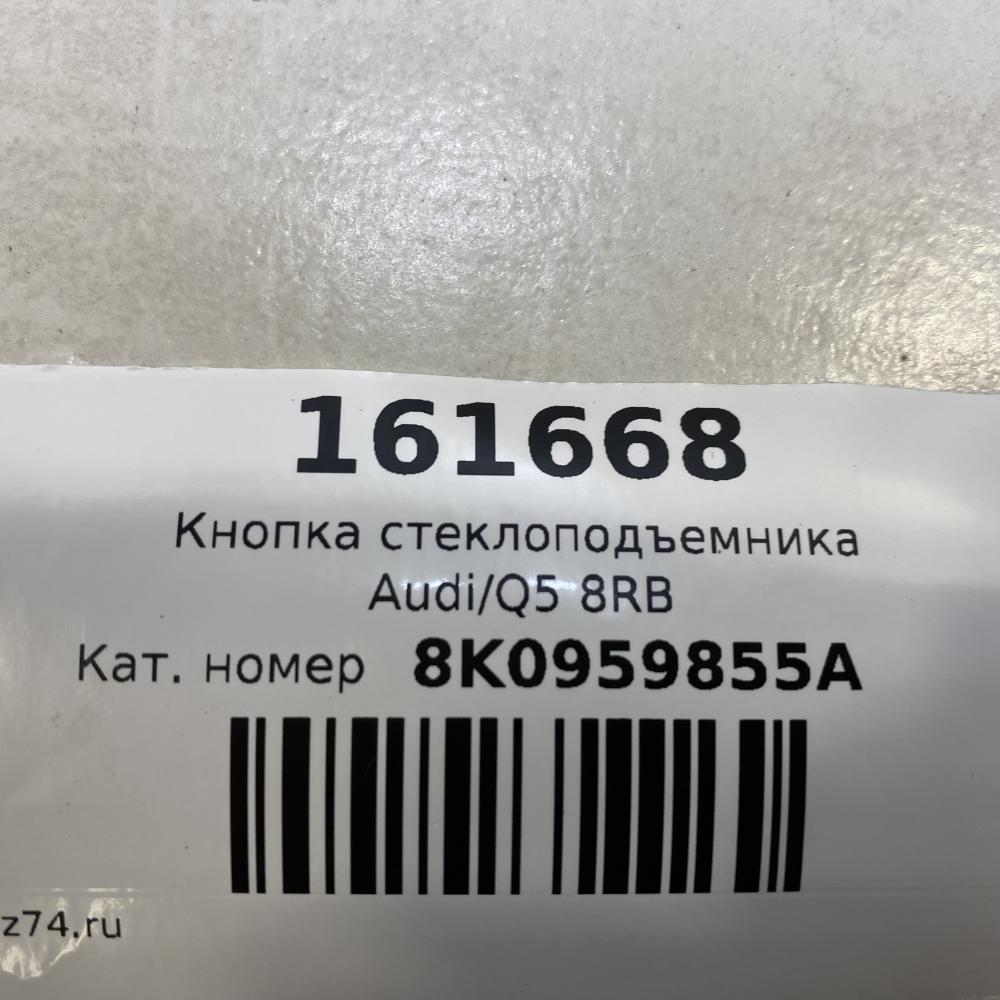 161668
Кнопка стеклоподъемника
Audi/Q5 8RB
Кат. номер 8K0959855A
z74.ru